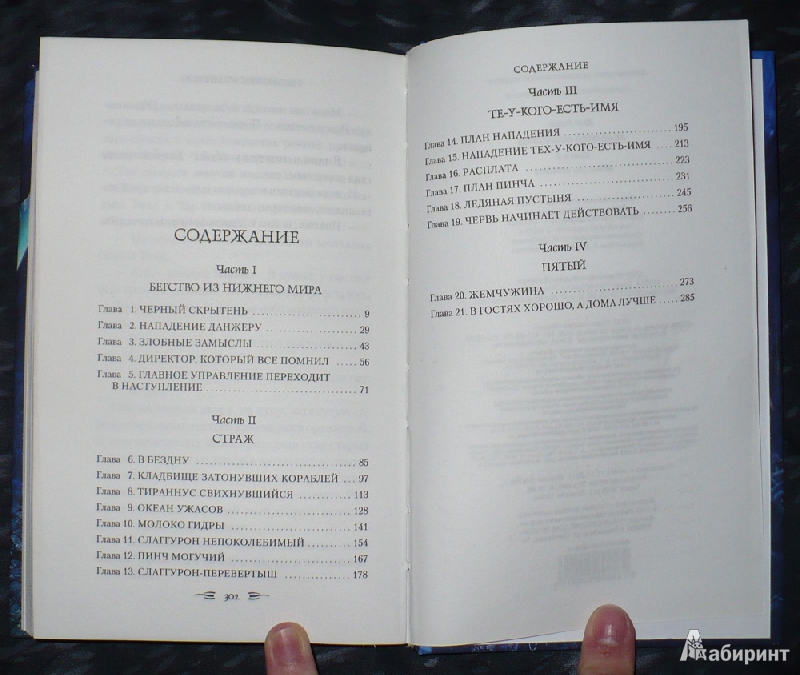 СОДЕРЖАНИЕ
Часть I
БЕГСТВО ИЗ НИЖНЕГО МИРА
Глава 1. ЧЕРНЫЙ СКРЫТЕНЬ 9
Глава 2. НАПАДЕНИЕ ДАНЖЕРУ 29
Глава 3. ЗЛОБНЫЕ ЗАМЫСЛЫ 43
Глава 4. ДИРЕКТОР, КОТОРЫЙ ВСЕ ПОМНИЛ 56
Глава 5. ГЛАВНОЕ УПРАВЛЕНИЕ ПЕРЕХОДИТ
В НАСТУПЛЕНИЕ 71
Часть II
СТРАЖ
Глава 6. В БЕЗДНУ 85
Глава 7. КЛАДБИЩЕ ЗАТОНУВШИХ КОРАБЛЕЙ 97
Глава 8. ТИРАННУС СВИХНУВШИЙСЯ 113
Глава 9. ОКЕАН УЖАСОВ 128
Глава 10. МОЛОКО ГИДРЫ 141
Глава 11. СЛАГГУРОН НЕПОКОЛЕБИМЫЙ 154
Глава 12. ПИНЧ МОГУЧИЙ 167
Глава 13. СЛАГГУРОН-ПЕРЕВЕРТЫШ 178
302
СОДЕРЖАНИЕ
Часть III
ТЕ-У-КОГО-ЕСТЬ-ИМЯ
Глава 14. ПЛАН НАПАДЕНИЯ 195
Глава 15. НАПАДЕНИЕ ТЕХ-У-КОГО-ЕСТЬ-ИМЯ 213
Глава 16. РАСПЛАТА 223
Глава 17. ПЛАН ПИНЧА 231
Глава 18. ЛЕДЯНАЯ ПУСТЫНЯ 245
Глава 19. ЧЕРВЬ НАЧИНАЕТ ДЕЙСТВОВАТЬ 256
Часть IV
ПЯТЫЙ
Глава 20. ЖЕМЧУЖИНА 273
Глава 21. В ГОСТЯХ ХОРОШО, А ДОМА ЛУЧШЕ 285
Лабиринт